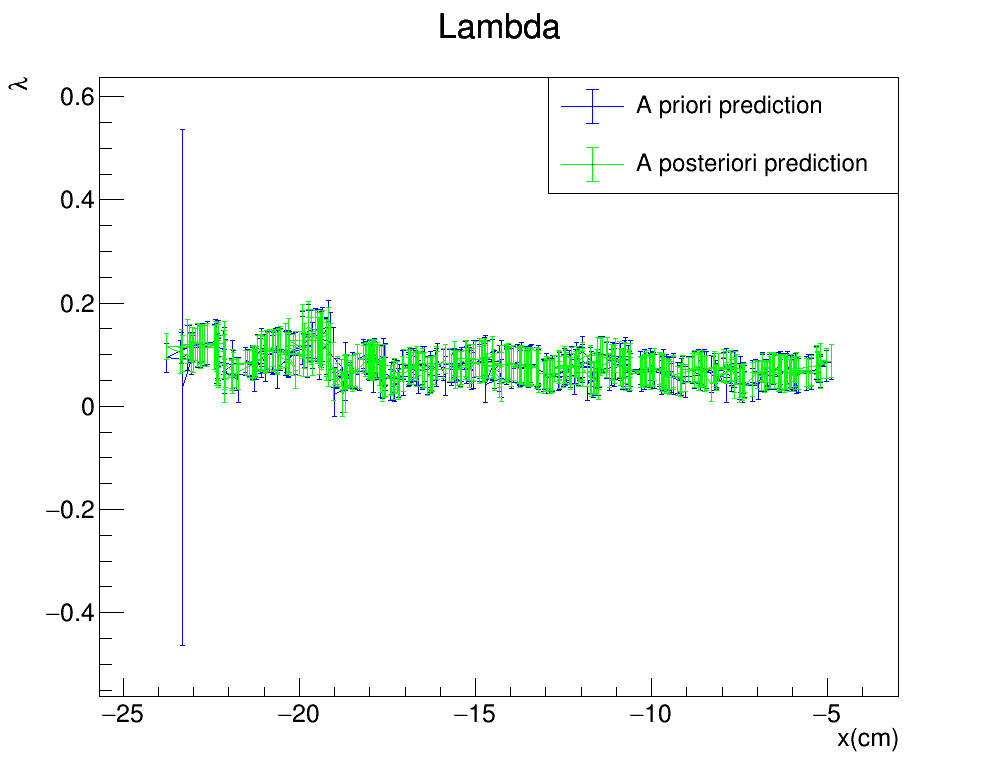 Lambda
λ
0.6
0.4
0.2
0
−0.2
−0.4
A priori prediction
A posteriori prediction
−25 −20 −15 −10 −5
x(cm)